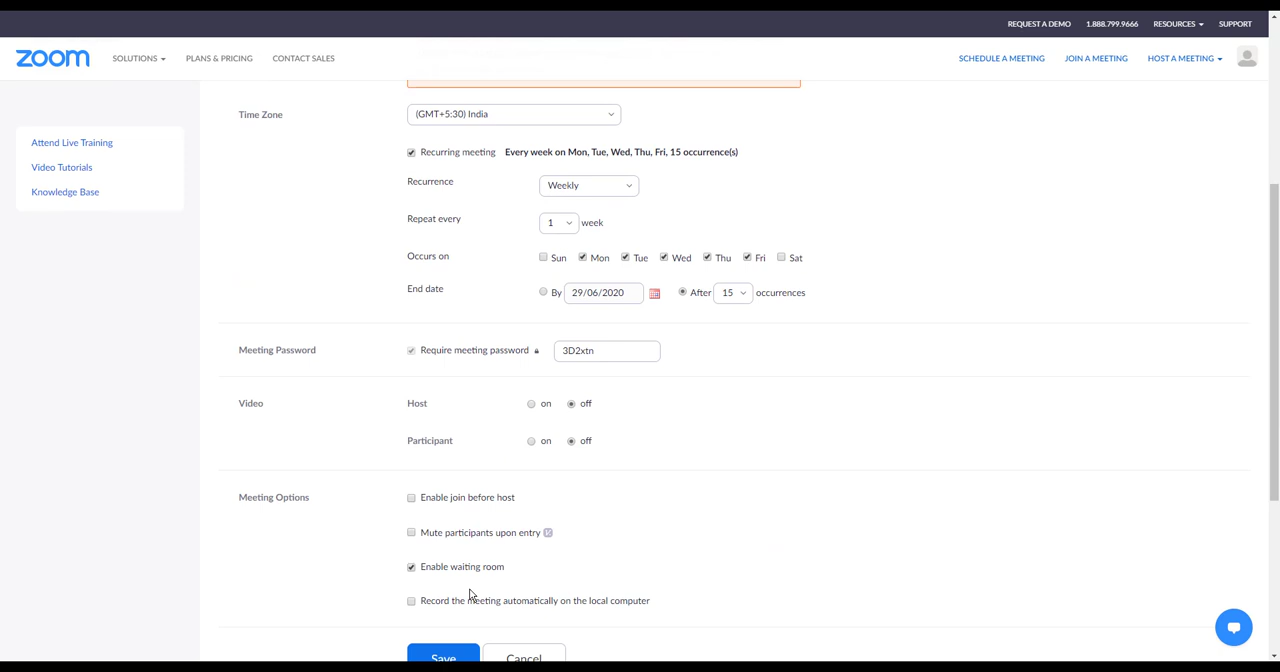 REQUEST A DEMO 1.888.799.9666 RESOURCES SUPPORT
zoom SOLUTIONS PLANS & PRICING CONTACT SALES SCHEDULE A MEETING JOIN A MEETING HOST A MEETING
Time Zone (GMT+5:30) India
Attend Live Training
Recurring meeting Every week on Mon, Tue, Wed, Thu, Fri, 15 occurrence(s)
Video Tutorials
Recurrence Weekly
Knowledge Base
Repeat every 1 week
Occurs on Sun Mon Tue Wed Thu Fri Sat
End date By 29/06/2020 After 15 occurrences
Meeting Password Require meeting password 3D2xtn
Video Host on off
Participant on off
Meeting Options Enable join before host
Mute participants upon entry
Enable waiting room
Record the meeting automatically on the local computer
Save Cancel